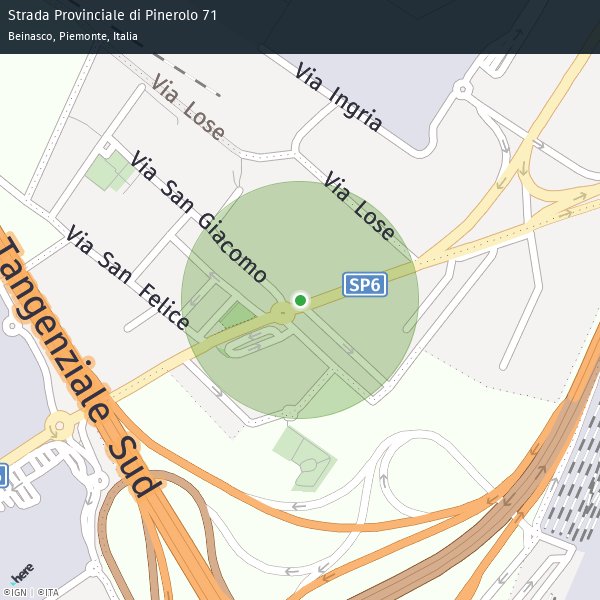 Strada Provinciale di Pinerolo 71
Beinasco, Piemonte, Italia
Via Ingria
Via Lose
Via San Giacomo
Via Lose
Via San Felice
SP6
Tangenziale Sud
here
©IGN | ©ITA